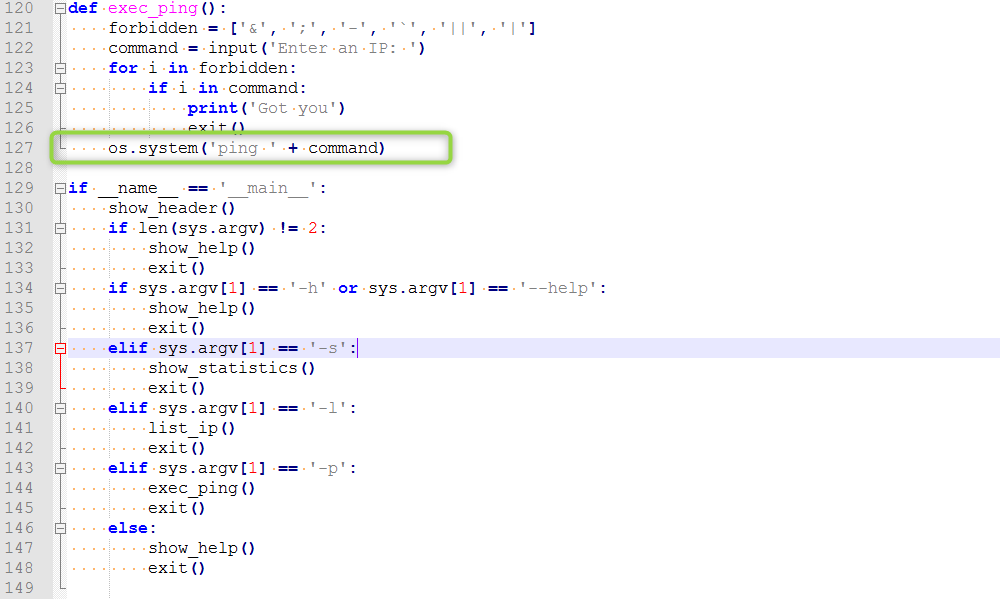 120 def exec_ping():
121     forbidden = ['&', ';', '-', '`', '||', '|']
122     command = input('Enter an IP: ')
123     for i in forbidden:
124         if i in command:
125             print('Got you')
126             exit()
127     os.system('ping ' + command)
128
129 if __name__ == '__main__':
130     show_header()
131     if len(sys.argv) != 2:
132         show_help()
133         exit()
134     if sys.argv[1] == '-h' or sys.argv[1] == '--help':
135         show_help()
136         exit()
137     elif sys.argv[1] == '-s':
138         show_statistics()
139         exit()
140     elif sys.argv[1] == '-l':
141         list_ip()
142         exit()
143     elif sys.argv[1] == '-p':
144         exec_ping()
145         exit()
146     else:
147         show_help()
148         exit()
149